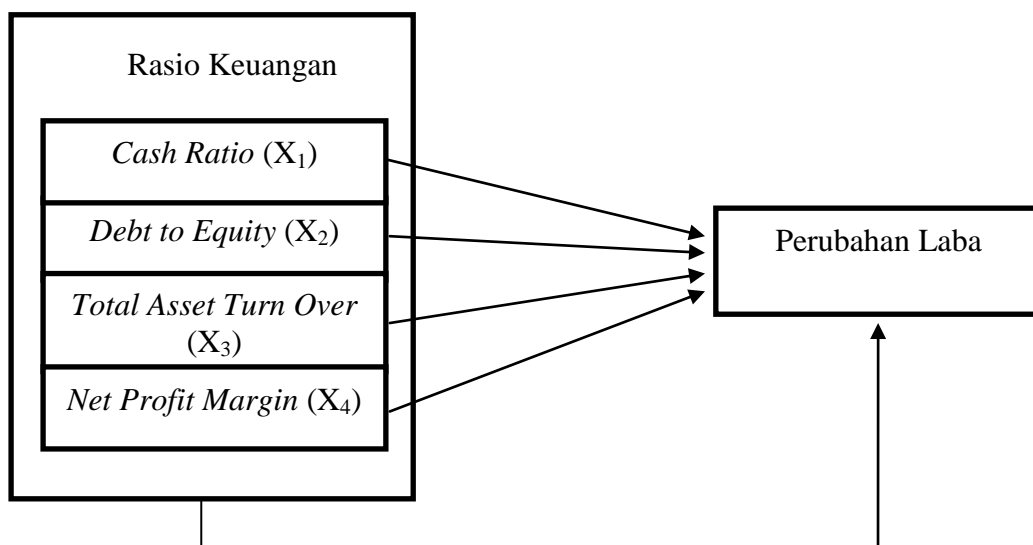 Rasio Keuangan
Cash Ratio (X₁)
Debt to Equity (X₂)
Total Asset Turn Over
(X₃)
Net Profit Margin (X₄)
Perubahan Laba